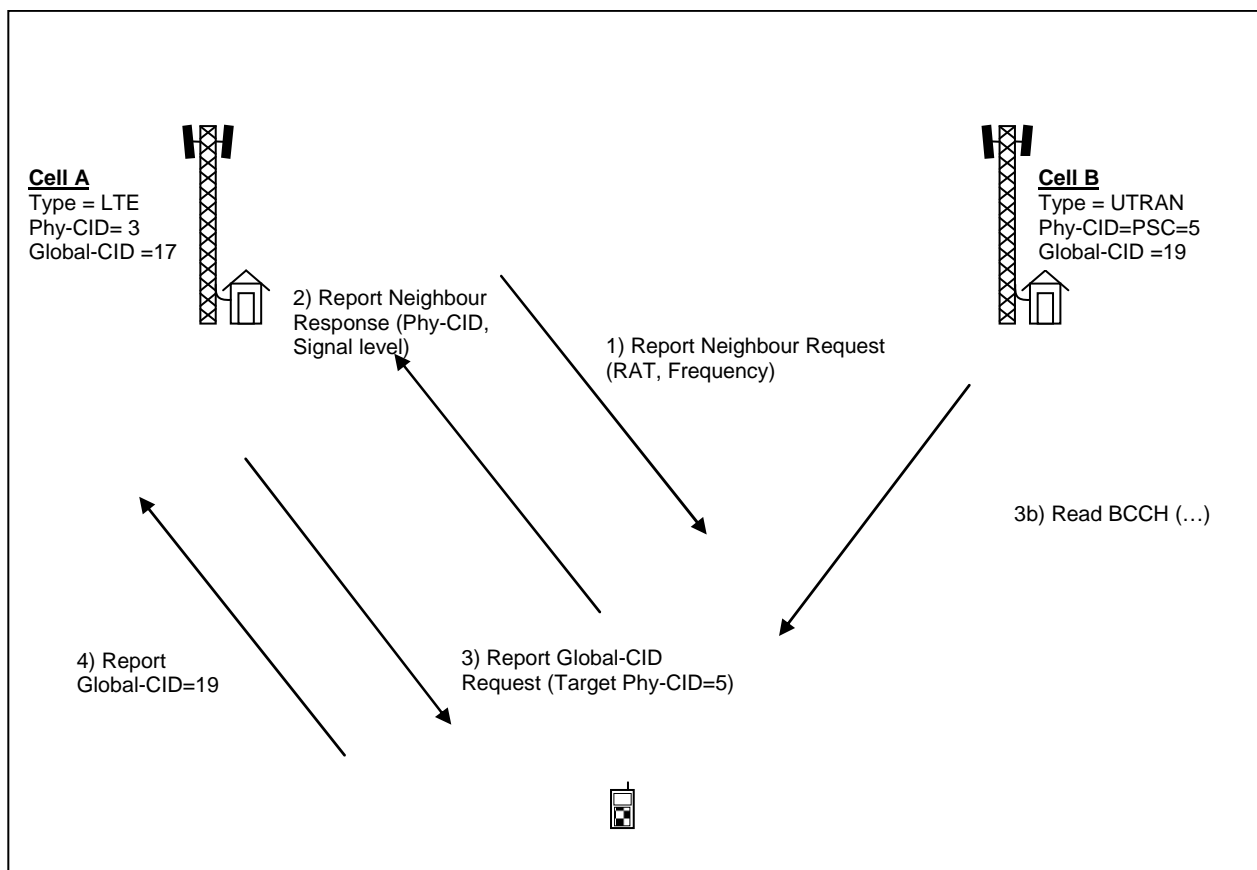 Cell A
Type = LTE
Phy-CID= 3
Global-CID =17
Cell B
Type = UTRAN
Phy-CID=PSC=5
Global-CID =19
2) Report Neighbour
Response (Phy-CID,
Signal level)
1) Report Neighbour Request
(RAT, Frequency)
3b) Read BCCH (…)
4) Report
Global-CID=19
3) Report Global-CID
Request (Target Phy-CID=5)